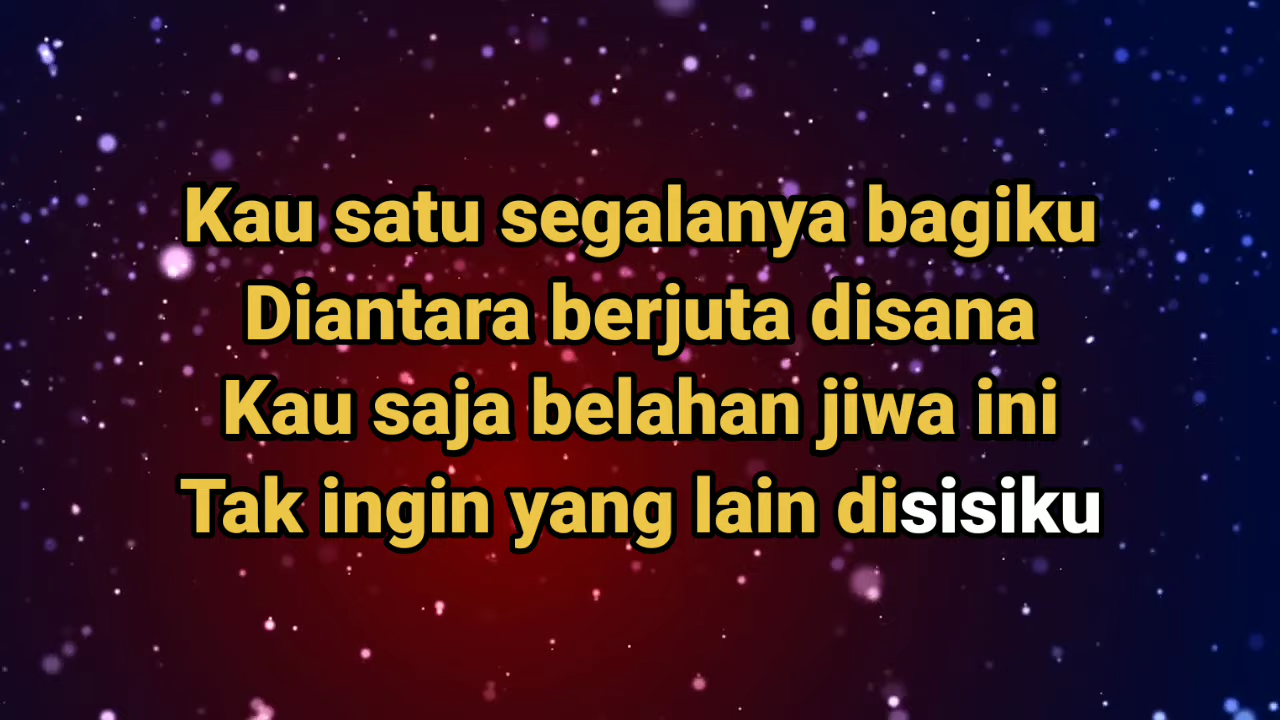 Kau satu segalanya bagiku
Diantara berjuta disana
Kau saja belahan jiwa ini
Tak ingin yang lain disisiku